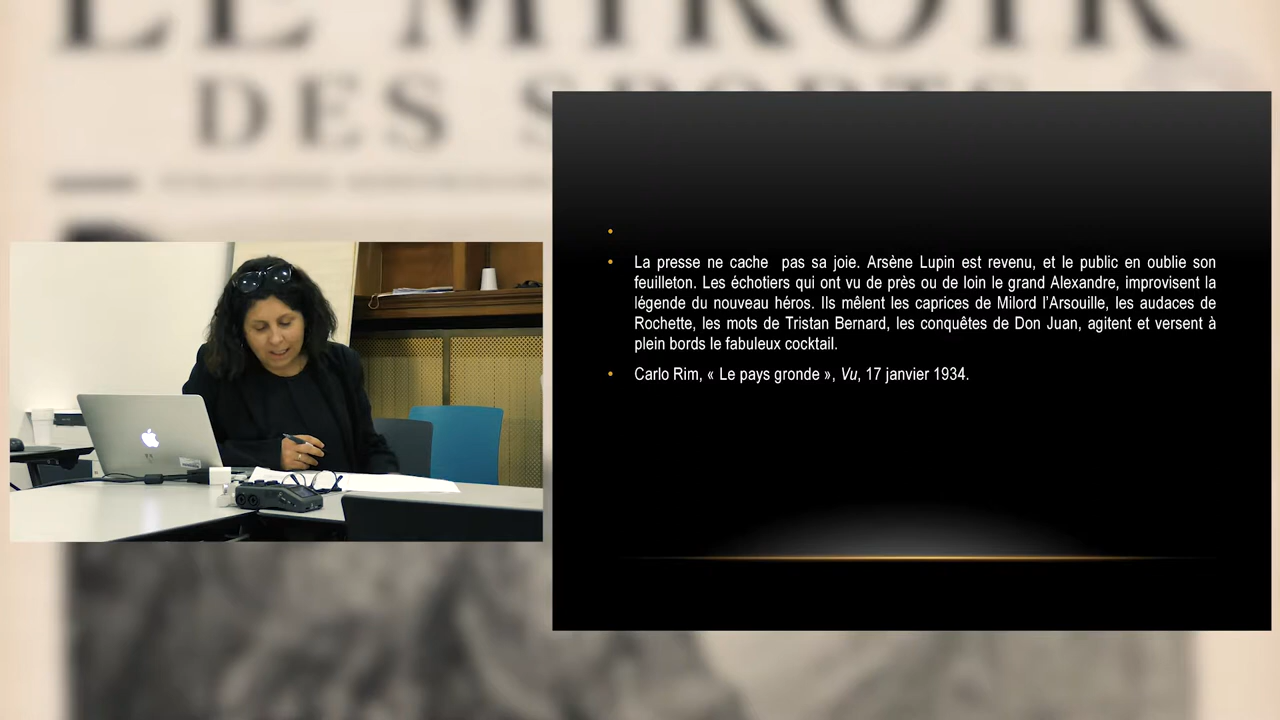 LE MIROIR
DES SPORTS
La presse ne cache  pas sa joie. Arsène Lupin est revenu, et le public en oublie son
feuilleton. Les échotiers qui ont vu de près ou de loin le grand Alexandre, improvisent la
légende du nouveau héros. Ils mêlent les caprices de Milord l'Arsouille, les audaces de
Rochette, les mots de Tristan Bernard, les conquêtes de Don Juan, agitent et versent à
plein bords le fabuleux cocktail.
Carlo Rim, « Le pays gronde », Vu, 17 janvier 1934.